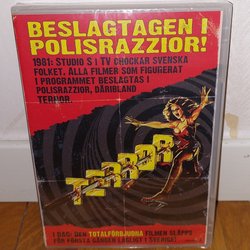 BESLAGTAGEN I
POLISRAZZIOR!
1981: STUDIO S I TV CHOCKAR SVENSKA
FOLKET. ALLA FILMER SOM FIGURERAT
I PROGRAMMET BESLAGTAS I
POLISRAZZIOR, DÄRIBLAND
TERROR.
TERROR
I DAG: DEN TOTALFÖRBJUDNA FILMEN SLÄPPS
FÖR FÖRSTA GÅNGEN LAGLIGT I SVERIGE!